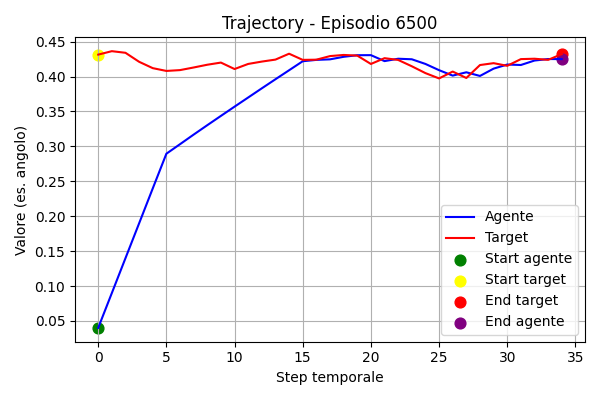 Trajectory - Episodio 6500
Valore (es. angolo)
0.45
0.40
0.35
0.30
0.25
0.20
0.15
0.10
0.05
Agente
Target
Start agente
Start target
End target
End agente
0 5 10 15 20 25 30 35
Step temporale